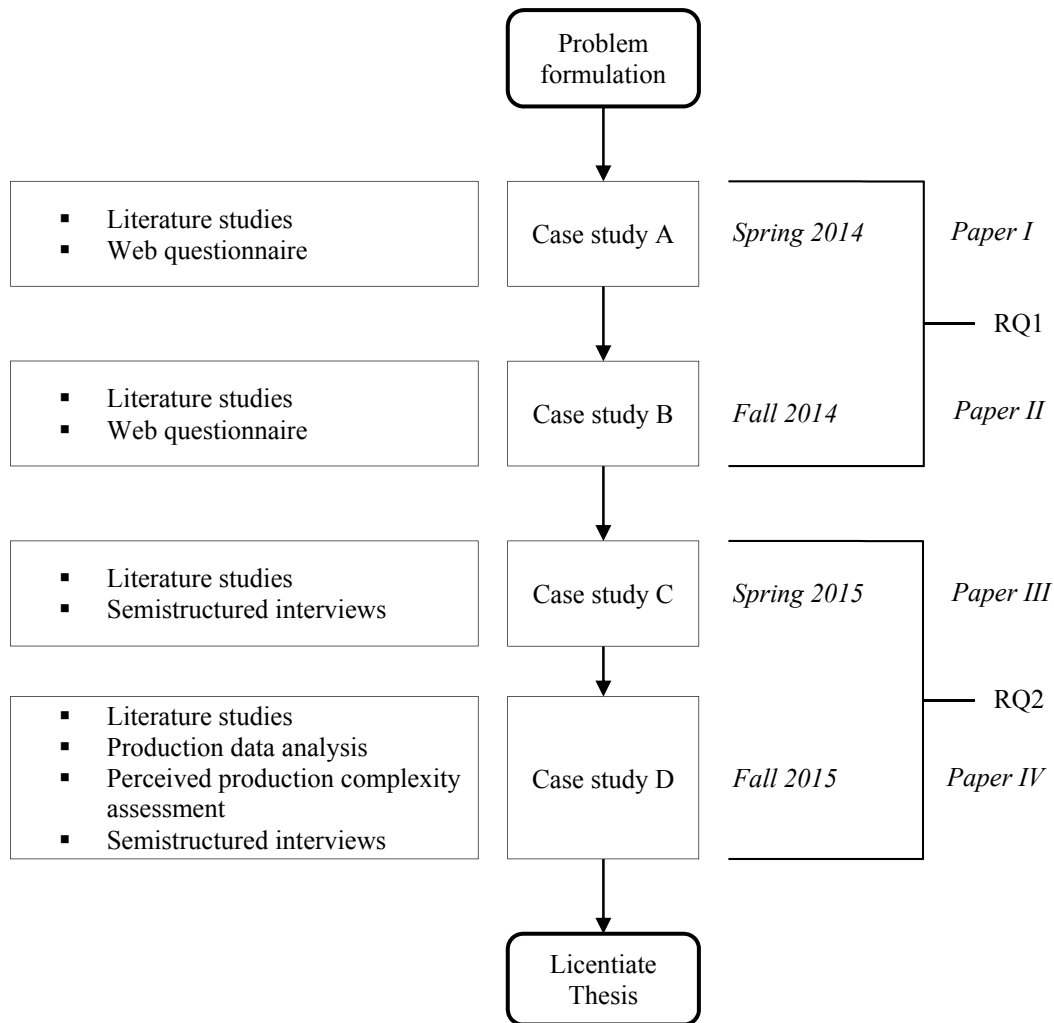 Problem
formulation
▪ Literature studies
▪ Web questionnaire
Case study A
Spring 2014
Paper I
RQ1
▪ Literature studies
▪ Web questionnaire
Case study B
Fall 2014
Paper II
▪ Literature studies
▪ Semistructured interviews
Case study C
Spring 2015
Paper III
RQ2
▪ Literature studies
▪ Production data analysis
▪ Perceived production complexity
assessment
▪ Semistructured interviews
Case study D
Fall 2015
Paper IV
Licentiate
Thesis